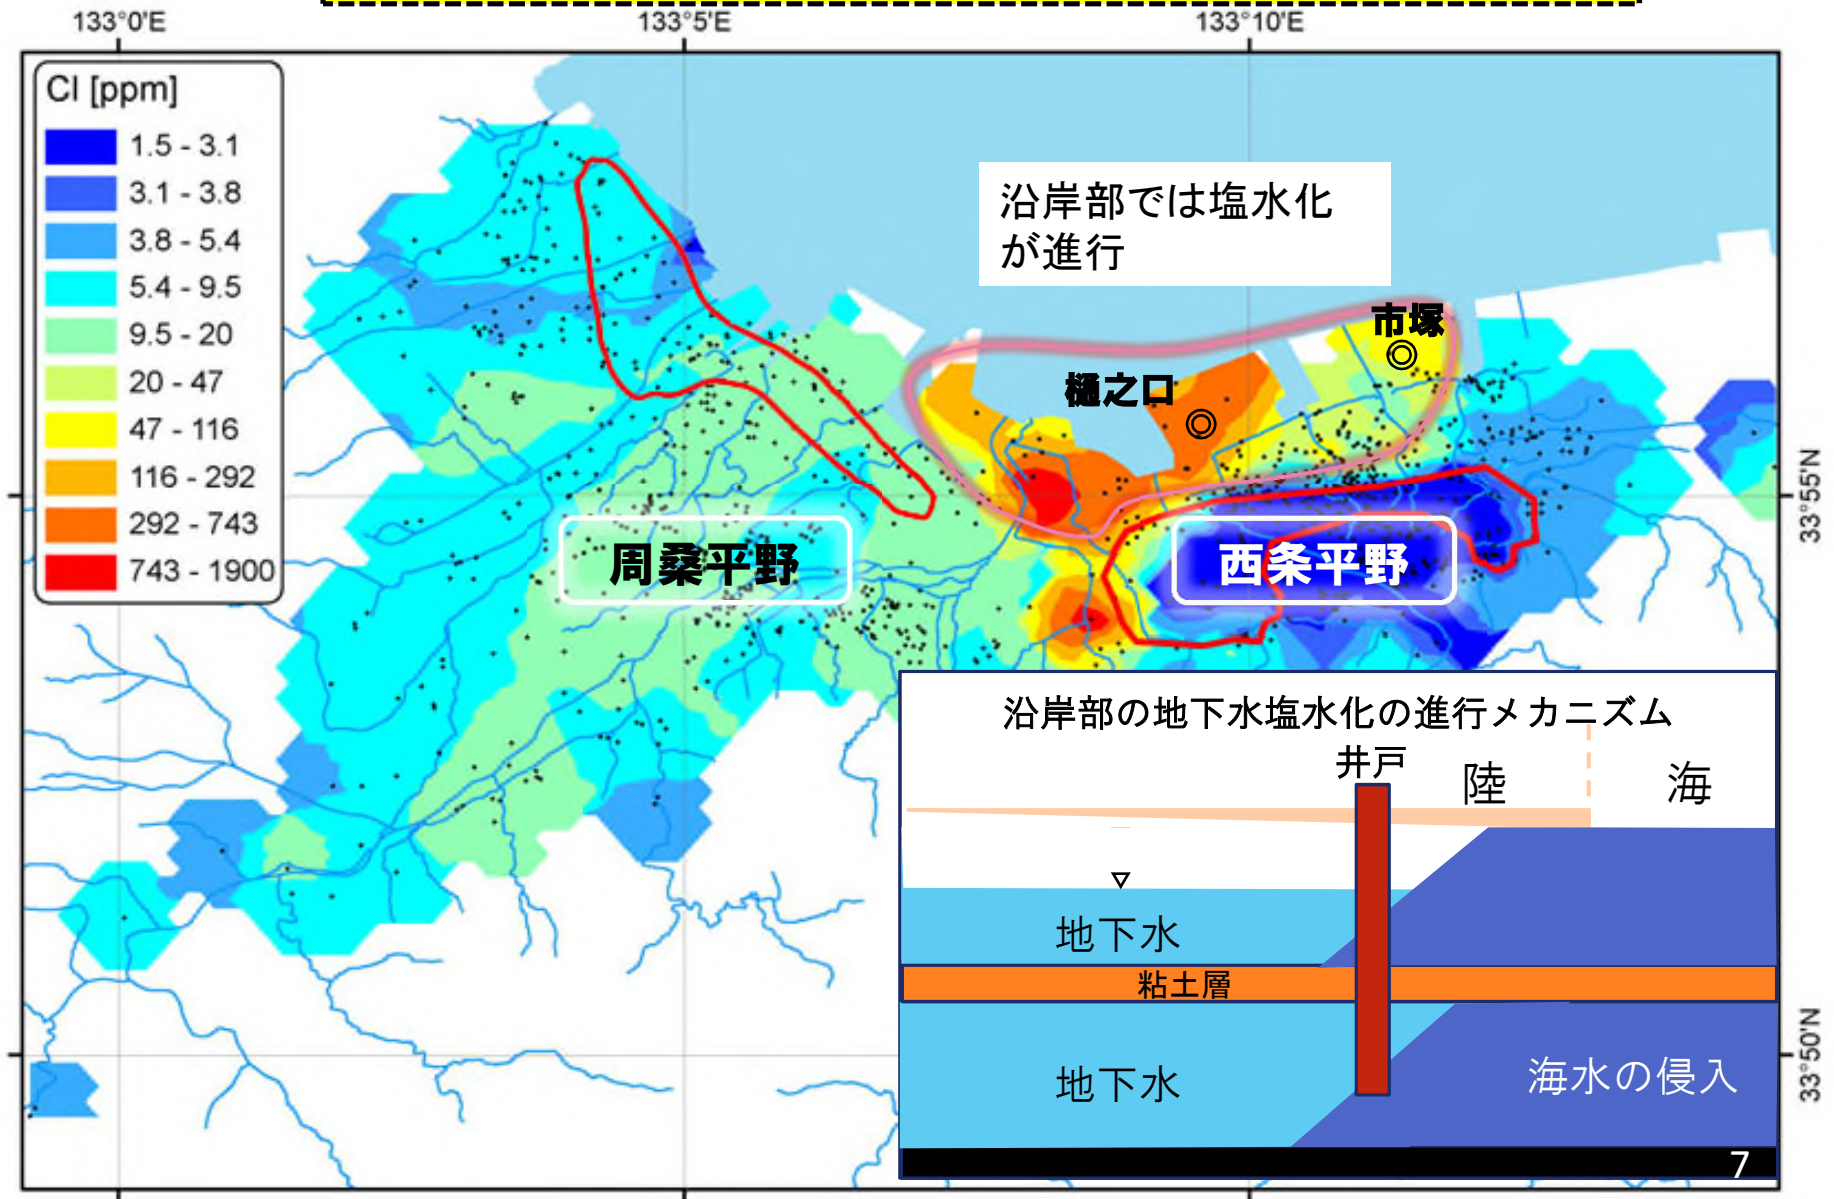 133°0'E
133°5'E
133°10'E
Cl [ppm]
1.5 - 3.1
3.1 - 3.8
3.8 - 5.4
5.4 - 9.5
9.5 - 20
20 - 47
47 - 116
116 - 292
292 - 743
743 - 1900
沿岸部では塩水化
が進行
市塚
樋之口
33°55'N
周桑平野
西条平野
沿岸部の地下水塩水化の進行メカニズム
井戸
陸
海
地下水
粘土層
地下水
海水の侵入
33°50'N
7